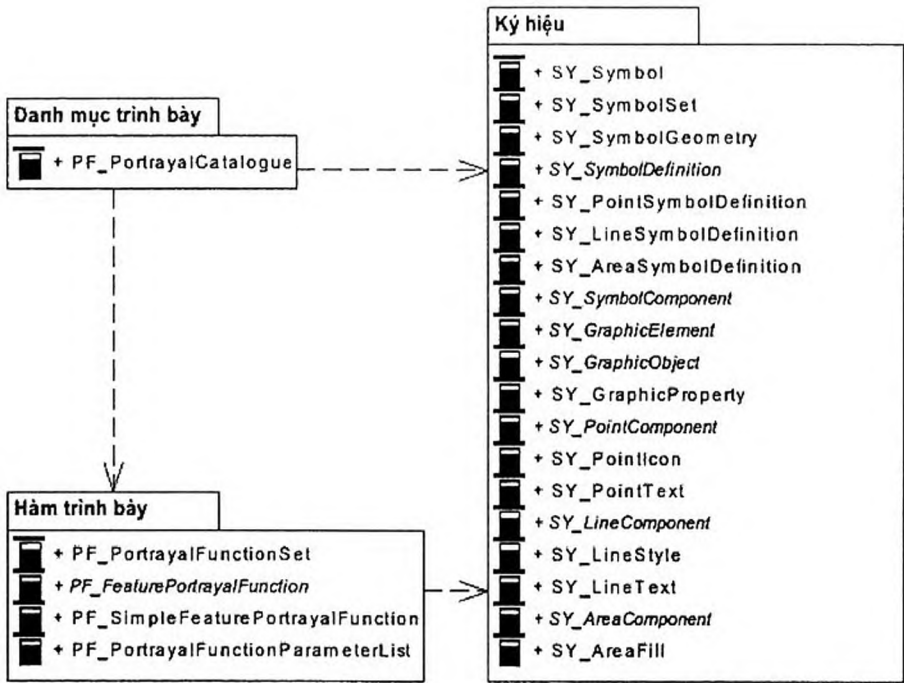 Danh mục trình bày
+ PF_PortrayalCatalogue
Hàm trình bày
+ PF_PortrayalFunctionSet
+ PF_FeaturePortrayalFunction
+ PF_SimpleFeaturePortrayalFunction
+ PF_PortrayalFunctionParameterList
Ký hiệu
+ SY_Symbol
+ SY_SymbolSet
+ SY_SymbolGeometry
+ SY_SymbolDefinition
+ SY_PointSymbolDefinition
+ SY_LineSymbolDefinition
+ SY_AreaSymbolDefinition
+ SY_SymbolComponent
+ SY_GraphicElement
+ SY_GraphicObject
+ SY_GraphicProperty
+ SY_PointComponent
+ SY_PointIcon
+ SY_PointText
+ SY_LineComponent
+ SY_LineStyle
+ SY_LineText
+ SY_AreaComponent
+ SY_AreaFill